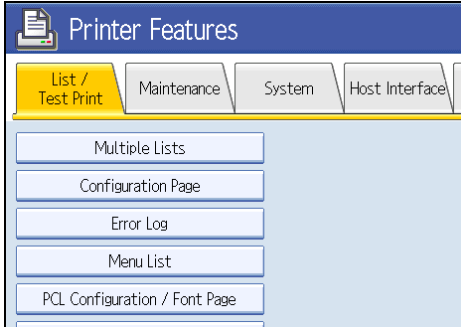 Printer Features
List /
Test Print
Maintenance
System
Host Interface
Multiple Lists
Configuration Page
Error Log
Menu List
PCL Configuration / Font Page